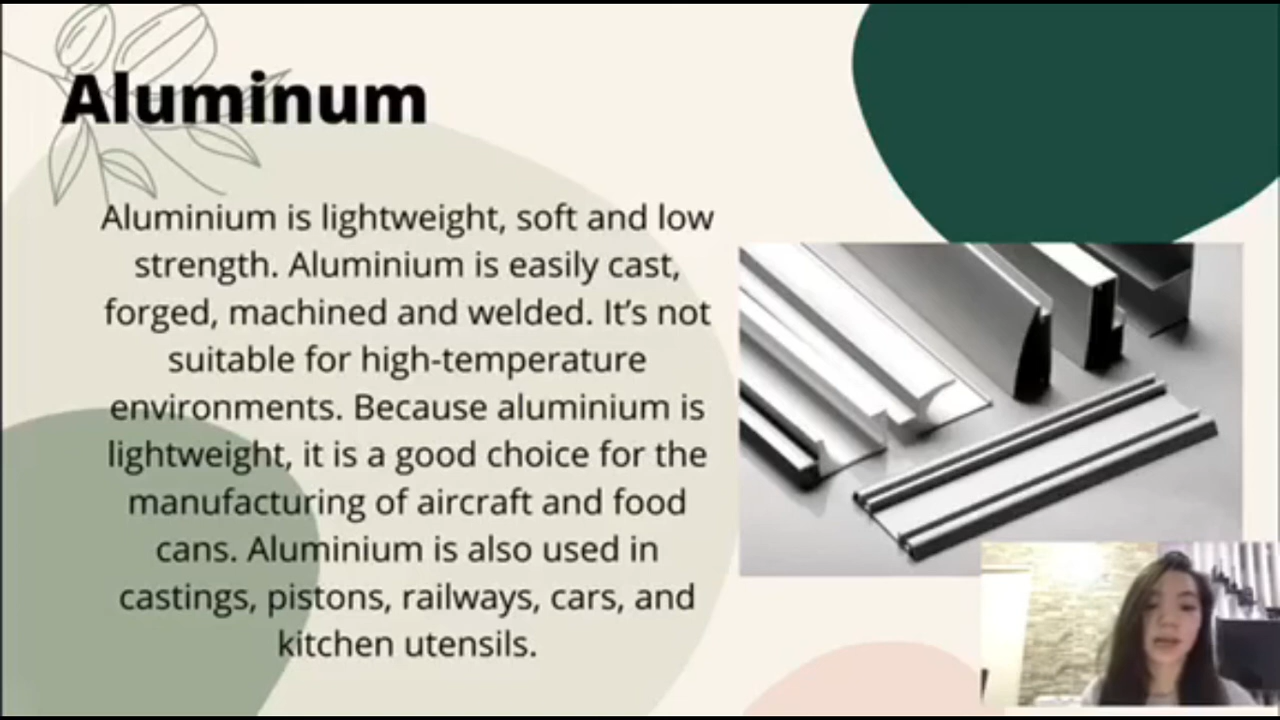 Aluminum
Aluminium is lightweight, soft and low
strength. Aluminium is easily cast,
forged, machined and welded. It’s not
suitable for high-temperature
environments. Because aluminium is
lightweight, it is a good choice for the
manufacturing of aircraft and food
cans. Aluminium is also used in
castings, pistons, railways, cars, and
kitchen utensils.